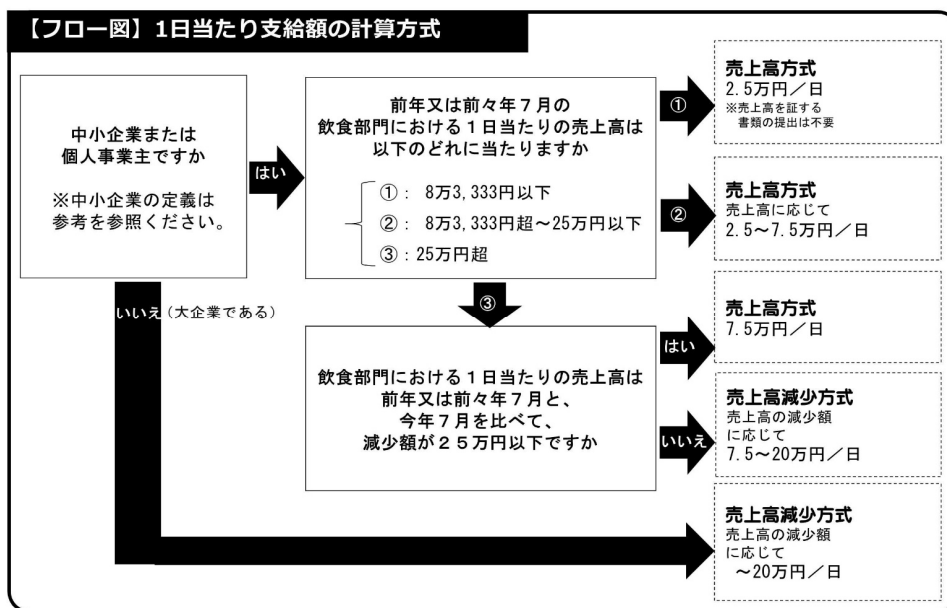 【フロー図】1日当たり支給額の計算方式
中小企業または
個人事業主ですか
※中小企業の定義は
参考を参照ください。
はい
前年又は前々年７月の
飲食部門における１日当たりの売上高は
以下のどれに当たりますか
①： 8万3,333円以下
②： 8万3,333円超～25万円以下
③：25万円超
①
売上高方式
2.5万円／日
※売上高を証する
書類の提出は不要
②
売上高方式
売上高に応じて
2.5～7.5万円／日
いいえ（大企業である）
③
飲食部門における１日当たりの売上高は
前年又は前々年７月と、
今年７月を比べて、
減少額が２５万円以下ですか
はい
売上高方式
7.5万円／日
いいえ
売上高減少方式
売上高の減少額
に応じて
7.5～20万円／日
売上高減少方式
売上高の減少額
に応じて
～20万円／日